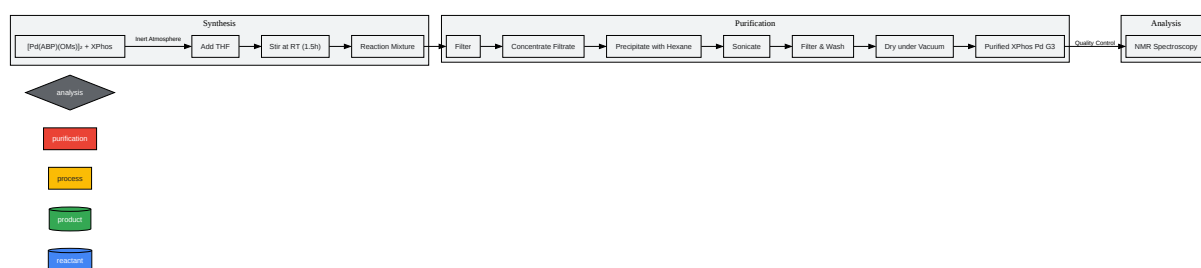 Synthesis
[Pd(ABP)(OMs)]₂ + XPhos
Inert Atmosphere
Add THF
Stir at RT (1.5h)
Reaction Mixture
Purification
Filter
Concentrate Filtrate
Precipitate with Hexane
Sonicate
Filter & Wash
Dry under Vacuum
Purified XPhos Pd G3
Quality Control
Analysis
NMR Spectroscopy
analysis
purification
process
product
reactant